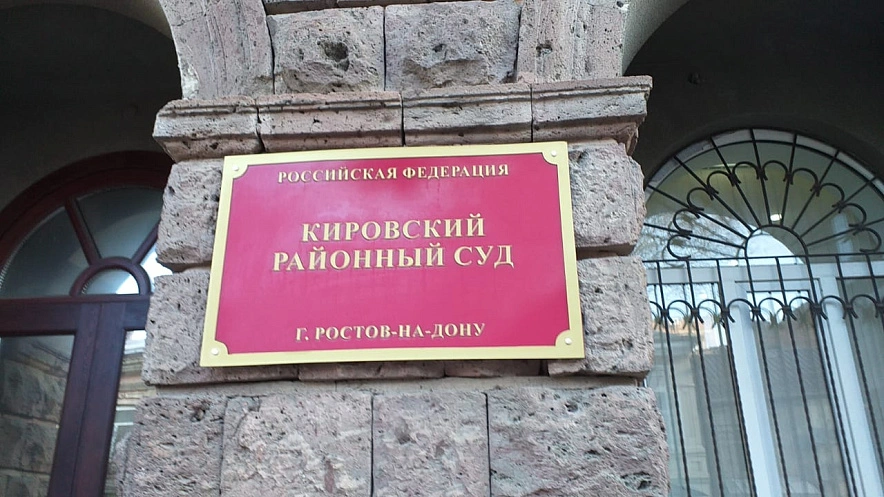 РОССИЙСКАЯ ФЕДЕРАЦИЯ
КИРОВСКИЙ
РАЙОННЫЙ СУД
Г. РОСТОВ-НА-ДОНУ